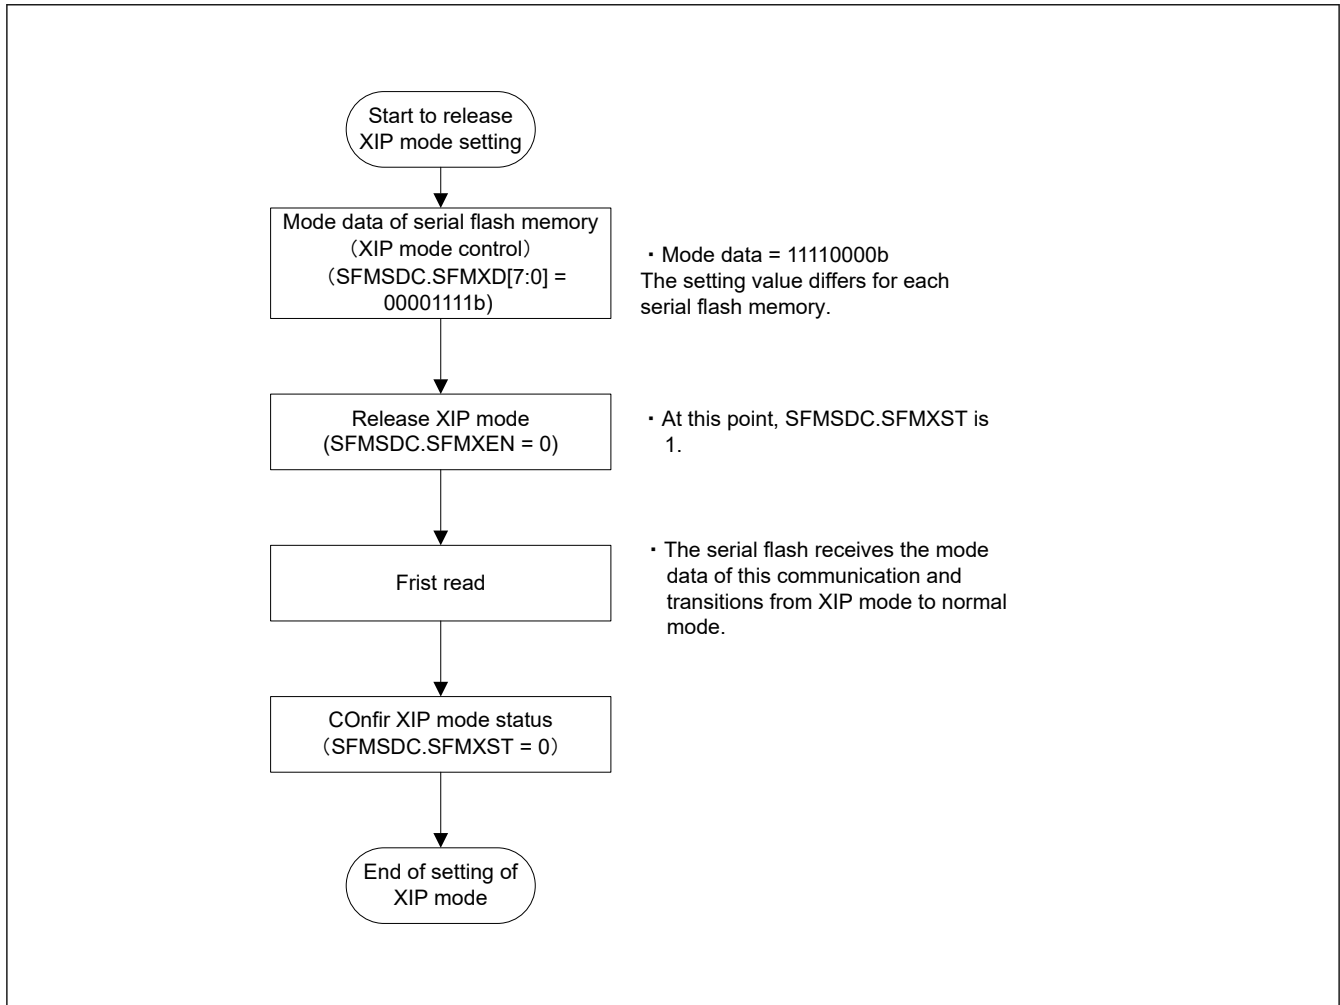 Start to release
XIP mode setting
Mode data of serial flash memory
（XIP mode control）
（SFMSDC.SFMXD[7:0] =
00001111b)
・Mode data = 11110000b
The setting value differs for each
serial flash memory.
Release XIP mode
(SFMSDC.SFMXEN = 0)
・At this point, SFMSDC.SFMXST is
1.
Frist read
・The serial flash receives the mode
data of this communication and
transitions from XIP mode to normal
mode.
COnfir XIP mode status
（SFMSDC.SFMXST = 0）
End of setting of
XIP mode